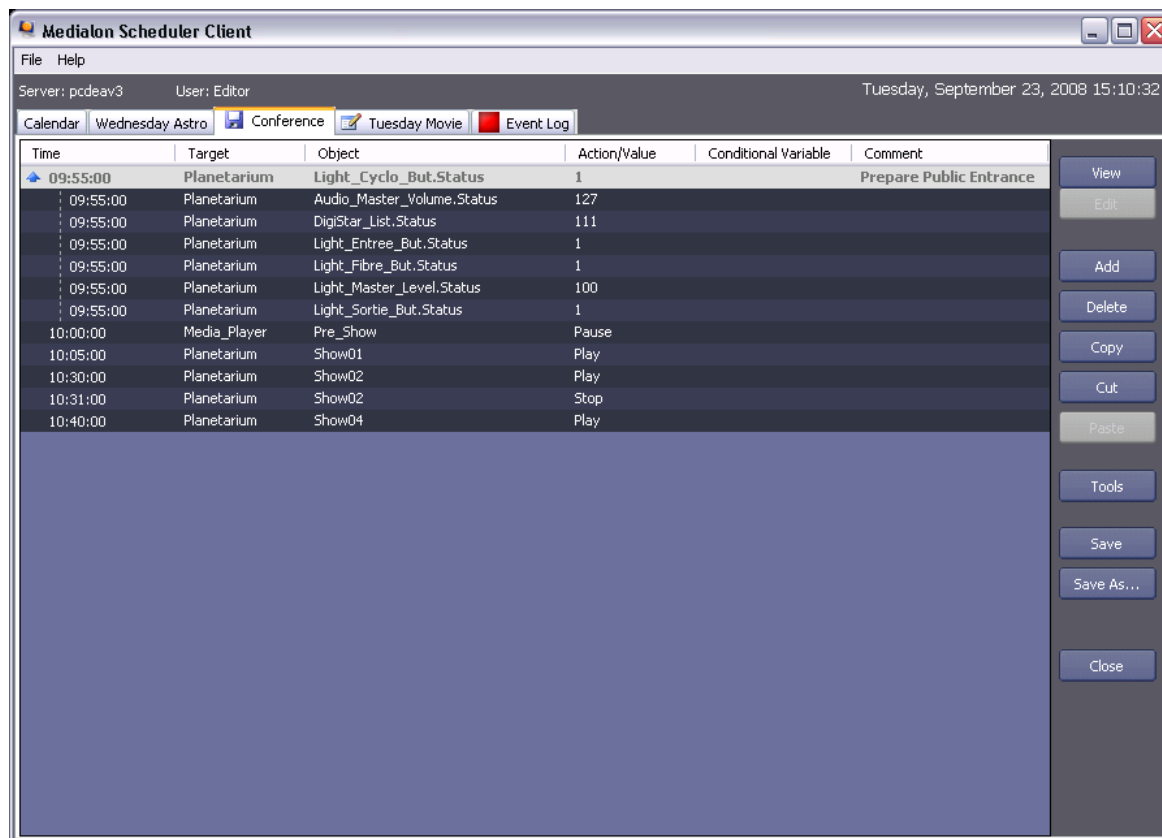 Medialon Scheduler Client
File Help
Server: pcdeav3 User: Editor Tuesday, September 23, 2008 15:10:32
Calendar Wednesday Astro Conference Tuesday Movie Event Log
Time Target Object Action/Value Conditional Variable Comment
09:55:00 Planetarium Light_Cyclo_But.Status 1 Prepare Public Entrance
09:55:00 Planetarium Audio_Master_Volume.Status 127
09:55:00 Planetarium DigiStar_List.Status 111
09:55:00 Planetarium Light_Entree_But.Status 1
09:55:00 Planetarium Light_Fibre_But.Status 1
09:55:00 Planetarium Light_Master_Level.Status 100
09:55:00 Planetarium Light_Sortie_But.Status 1
10:00:00 Media_Player Pre_Show Pause
10:05:00 Planetarium Show01 Play
10:30:00 Planetarium Show02 Play
10:31:00 Planetarium Show02 Stop
10:40:00 Planetarium Show04 Play
View
Edit
Add
Delete
Copy
Cut
Paste
Tools
Save
Save As...
Close